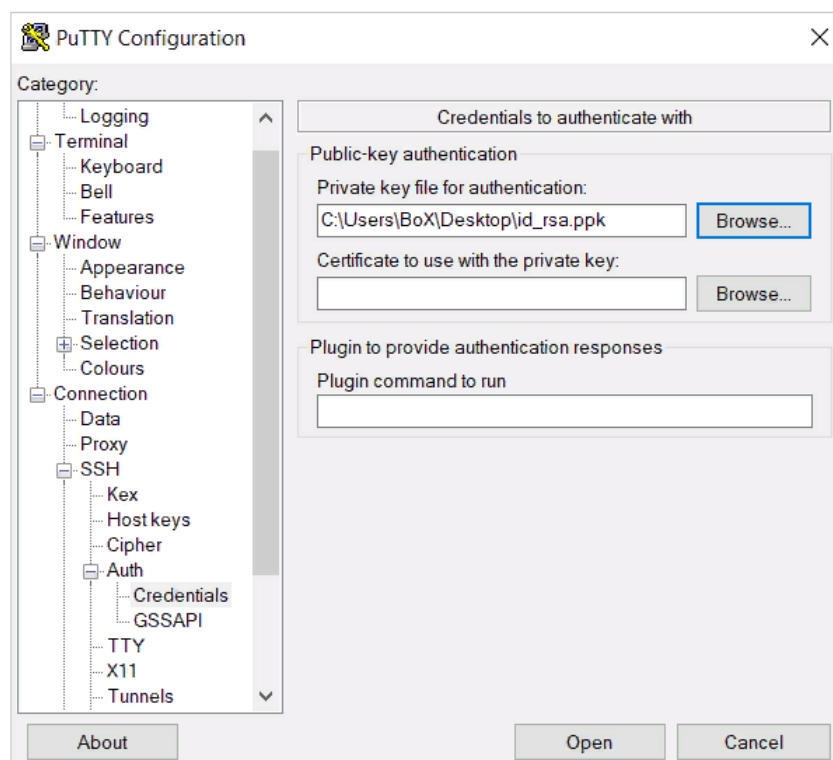 PuTTY Configuration
Category:
Logging
Terminal
Keyboard
Bell
Features
Window
Appearance
Behaviour
Translation
Selection
Colours
Connection
Data
Proxy
SSH
Kex
Host keys
Cipher
Auth
Credentials
GSSAPI
TTY
X11
Tunnels
Credentials to authenticate with
Public-key authentication
Private key file for authentication:
C:\Users\BoX\Desktop\id_rsa.ppk Browse...
Certificate to use with the private key:
Browse...
Plugin to provide authentication responses
Plugin command to run
About Open Cancel